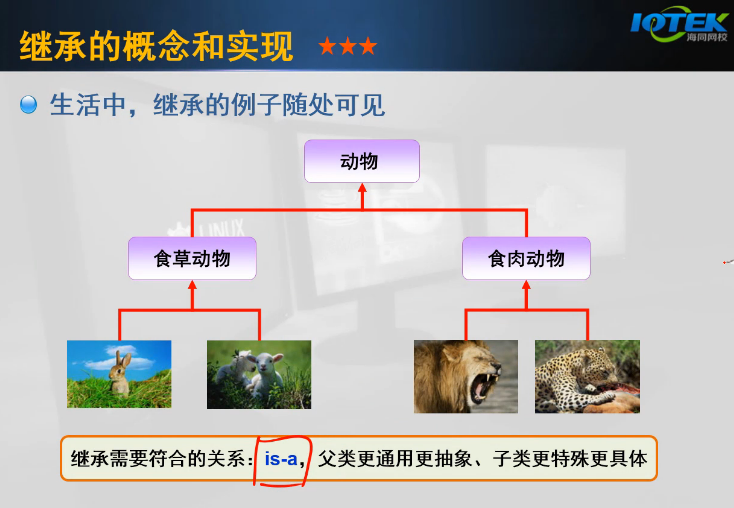 继承的概念和实现 ★★★
IOTEK
海同网校
生活中，继承的例子随处可见
动物
LINUX
食草动物
食肉动物
继承需要符合的关系：is-a，父类更通用更抽象、子类更特殊更具体